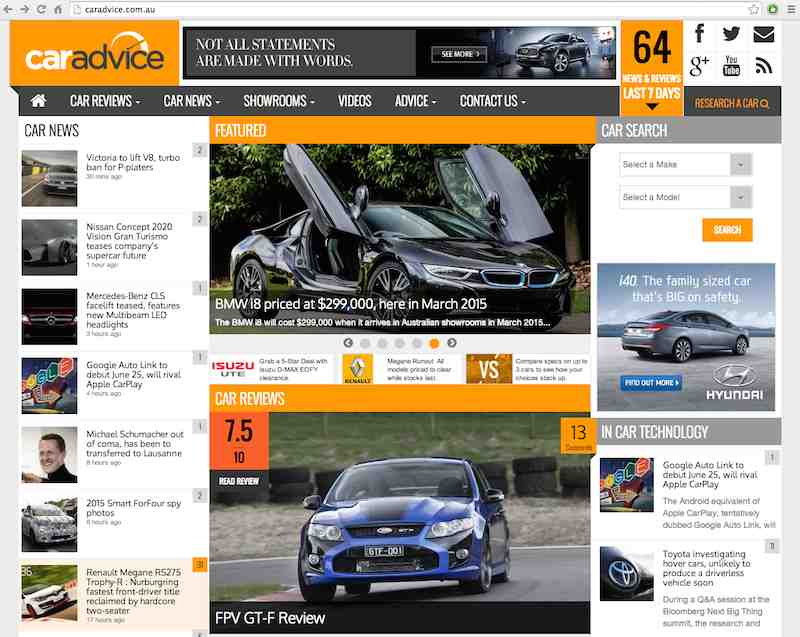 caradvice.com.au
caradvice
NOT ALL STATEMENTS
ARE MADE WITH WORDS.
SEE MORE
64
NEWS & REVIEWS
LAST 7 DAYS
g+
You
Tube
CAR REVIEWS
CAR NEWS
SHOWROOMS
VIDEOS
ADVICE
CONTACT US
RESEARCH A CAR
CAR NEWS
Victoria to lift V8, turbo
ban for P-platers
30 mins ago
2
Nissan Concept 2020
Vision Gran Turismo
teases company's
supercar future
1 hour ago
2
Mercedes-Benz CLS
facelift teased, features
new Multibeam LED
headlights
3 hours ago
1
Google Auto Link to
debut June 25, will rival
Apple CarPlay
4 hours ago
1
Michael Schumacher out
of coma, has been to
transferred to Lausanne
8 hours ago
1
2015 Smart ForFour spy
photos
8 hours ago
2
Renault Megane RS275
Trophy-R : Nurburgring
fastest front-driver title
reclaimed by hardcore
two-seater
17 hours ago
31
FEATURED
BMW i8 priced at $299,000, here in March 2015
The BMW i8 will cost $299,000 when it arrives in Australian showrooms in March 2015...
ISUZU
UTE
Grab a 5-Star Deal with
Isuzu D-MAX EOFY
clearance.
RENAULT
Megane Runout. All
models priced to clear
while stocks last.
VS
Compare specs on up to
3 cars to see how your
choices stack up.
CAR REVIEWS
7.5
10
READ REVIEW
13
Comments
GTF·001
FPV GT-F Review
CAR SEARCH
Select a Make
Select a Model
SEARCH
i40. The family sized car
that's BIG on safety.
FIND OUT MORE
HYUNDAI
IN CAR TECHNOLOGY
Google Auto Link to
debut June 25, will rival
Apple CarPlay
1
The Android equivalent of
Apple CarPlay, tentatively
dubbed Google Auto Link, will
Toyota investigating
hover cars, unlikely to
produce a driverless
vehicle soon
11
During a Q&A session at the
Bloomberg Next Big Thing
summit, the research and